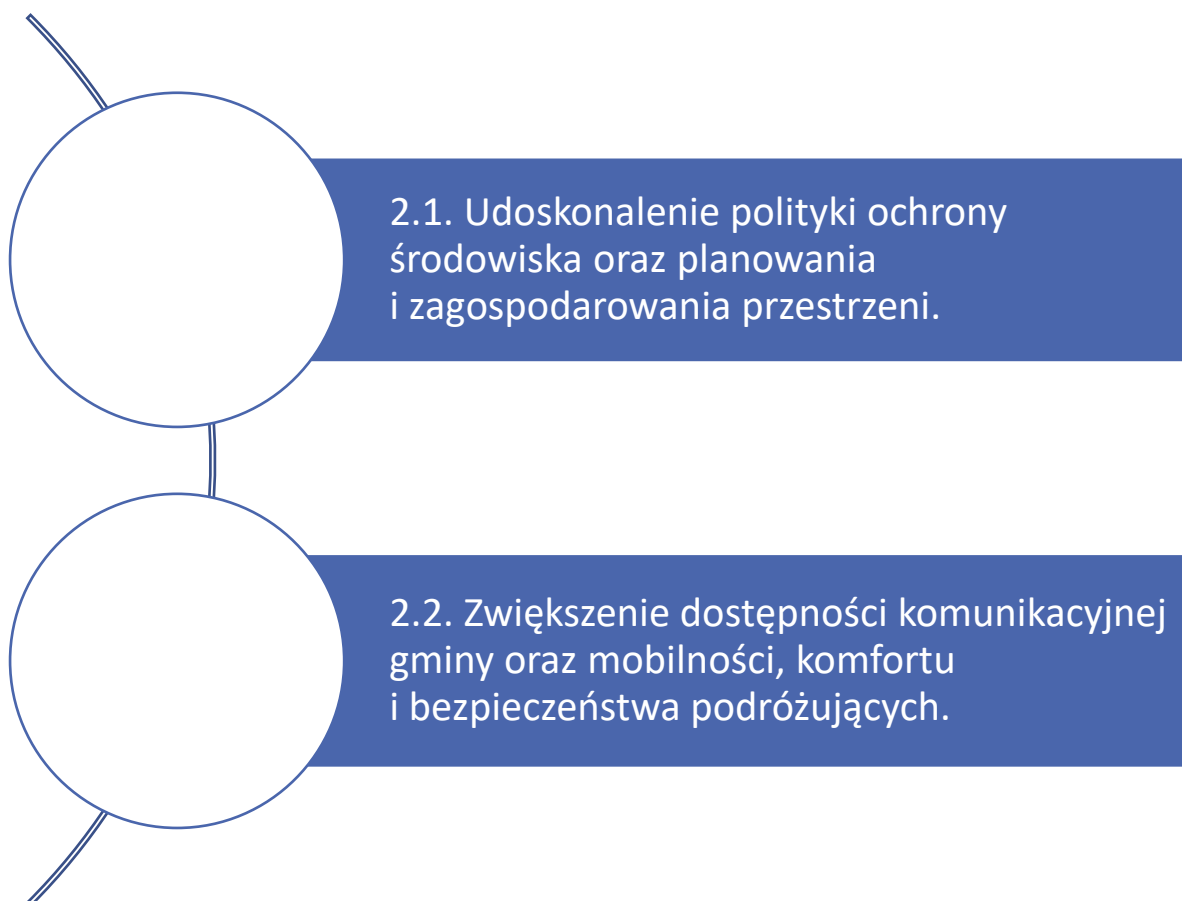 2.1. Udoskonalenie polityki ochrony
środowiska oraz planowania
i zagospodarowania przestrzeni.
2.2. Zwiększenie dostępności komunikacyjnej
gminy oraz mobilności, komfortu
i bezpieczeństwa podróżujących.